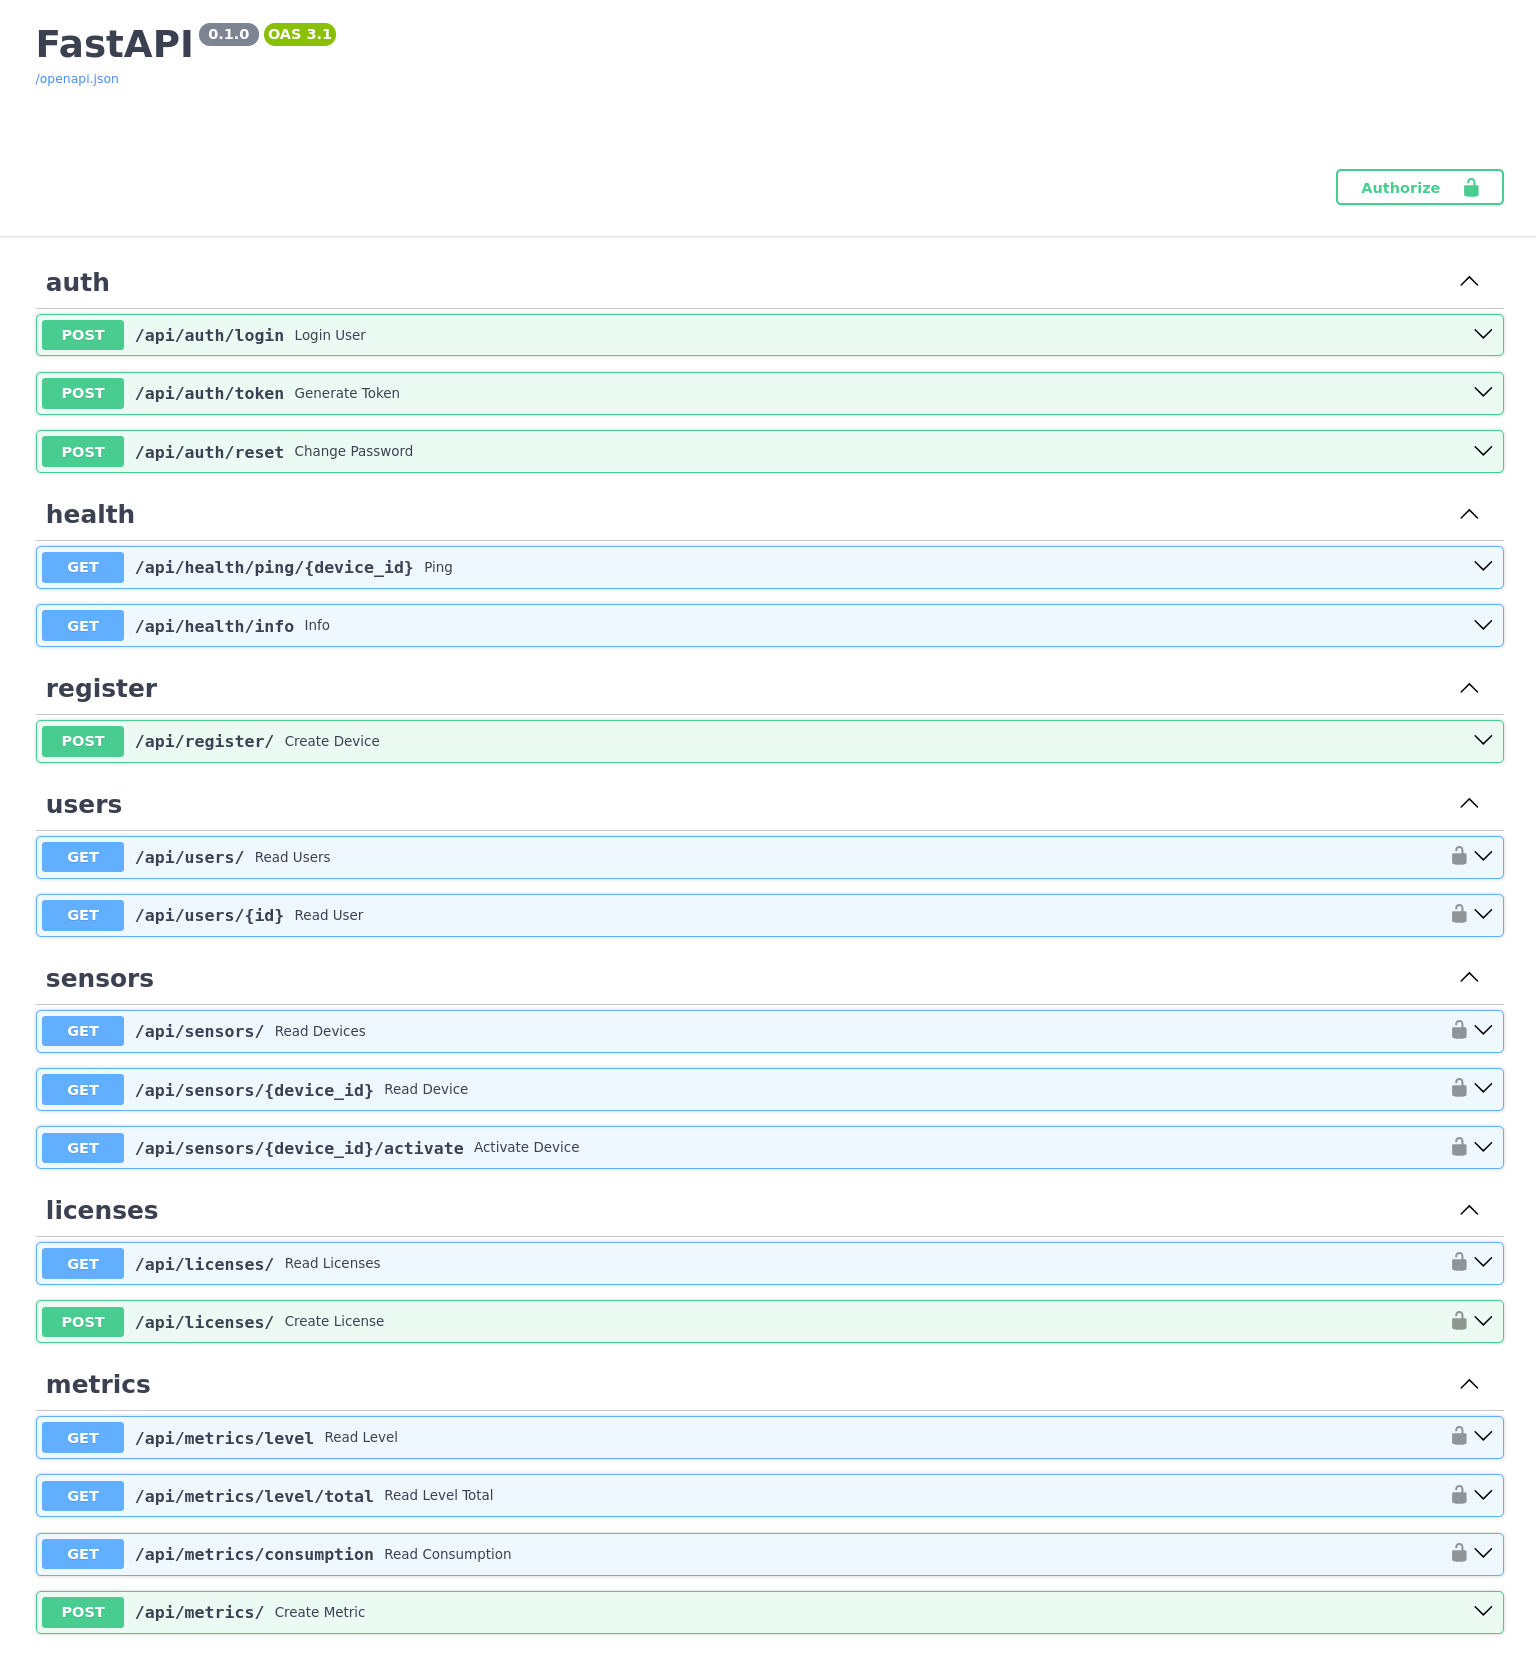 FastAPI 0.1.0 OAS 3.1
/openapi.json
Authorize
auth
POST /api/auth/login Login User
POST /api/auth/token Generate Token
POST /api/auth/reset Change Password
health
GET /api/health/ping/{device_id} Ping
GET /api/health/info Info
register
POST /api/register/ Create Device
users
GET /api/users/ Read Users
GET /api/users/{id} Read User
sensors
GET /api/sensors/ Read Devices
GET /api/sensors/{device_id} Read Device
GET /api/sensors/{device_id}/activate Activate Device
licenses
GET /api/licenses/ Read Licenses
POST /api/licenses/ Create License
metrics
GET /api/metrics/level Read Level
GET /api/metrics/level/total Read Level Total
GET /api/metrics/consumption Read Consumption
POST /api/metrics/ Create Metric